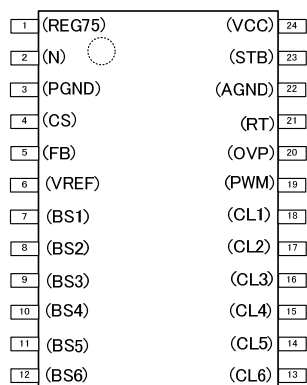 1 (REG75) (VCC) 24
2 (N) (STB) 23
3 (PGND) (AGND) 22
4 (CS) (RT) 21
5 (FB) (OVP) 20
6 (VREF) (PWM) 19
7 (BS1) (CL1) 18
8 (BS2) (CL2) 17
9 (BS3) (CL3) 16
10 (BS4) (CL4) 15
11 (BS5) (CL5) 14
12 (BS6) (CL6) 13